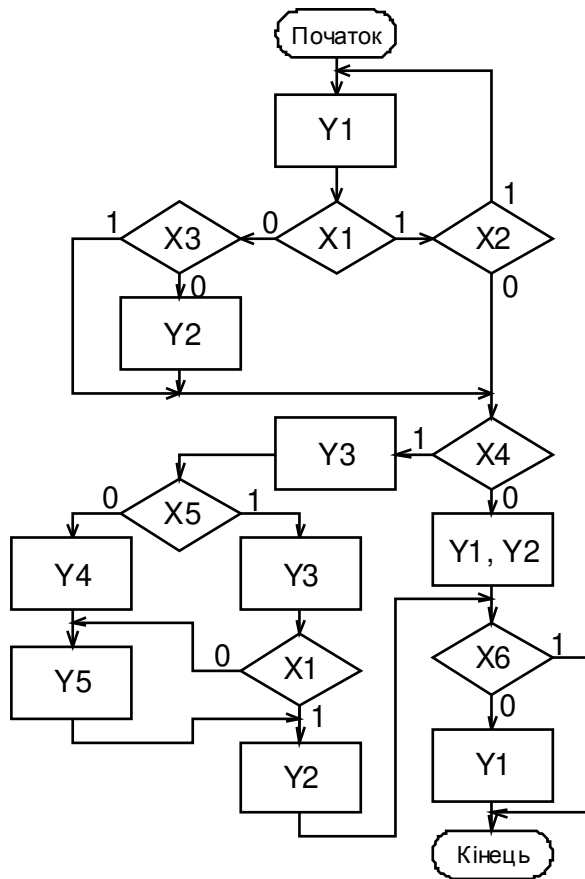 Початок
Y1
1
1 X3 0 X1 1 X2
0 0
Y2
Y3 1 X4
0 X5 1 0
Y4 Y3 Y1, Y2
Y5 0 X1 X6 1
1 0
Y2 Y1
Кінець